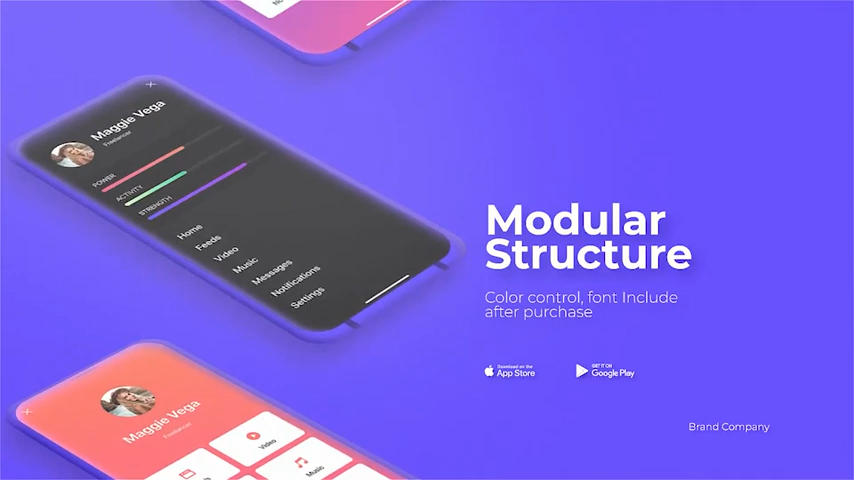 Maggie Vega
Freelancer
POWER
ACTIVITY
STRENGTH
Home
Feeds
Video
Music
Messages
Notifications
Settings
Modular
Structure
Color control, font Include
after purchase
Download on the
App Store
GET IT ON
Google Play
Brand Company
Maggie Vega
Freelancer
Video
Music